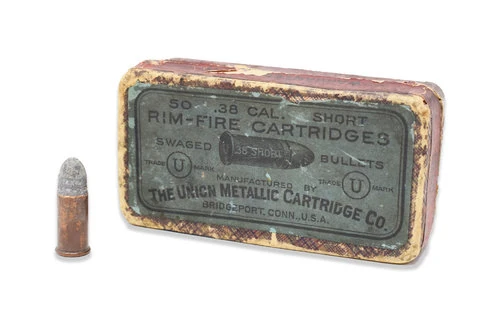 50 .38 CAL. SHORT
RIM-FIRE CARTRIDGES
SWAGED .38 SHORT BULLETS
TRADE U MARK TRADE U MARK
MANUFACTURED BY
THE UNION METALLIC CARTRIDGE CO.
BRIDGEPORT, CONN., U.S.A.